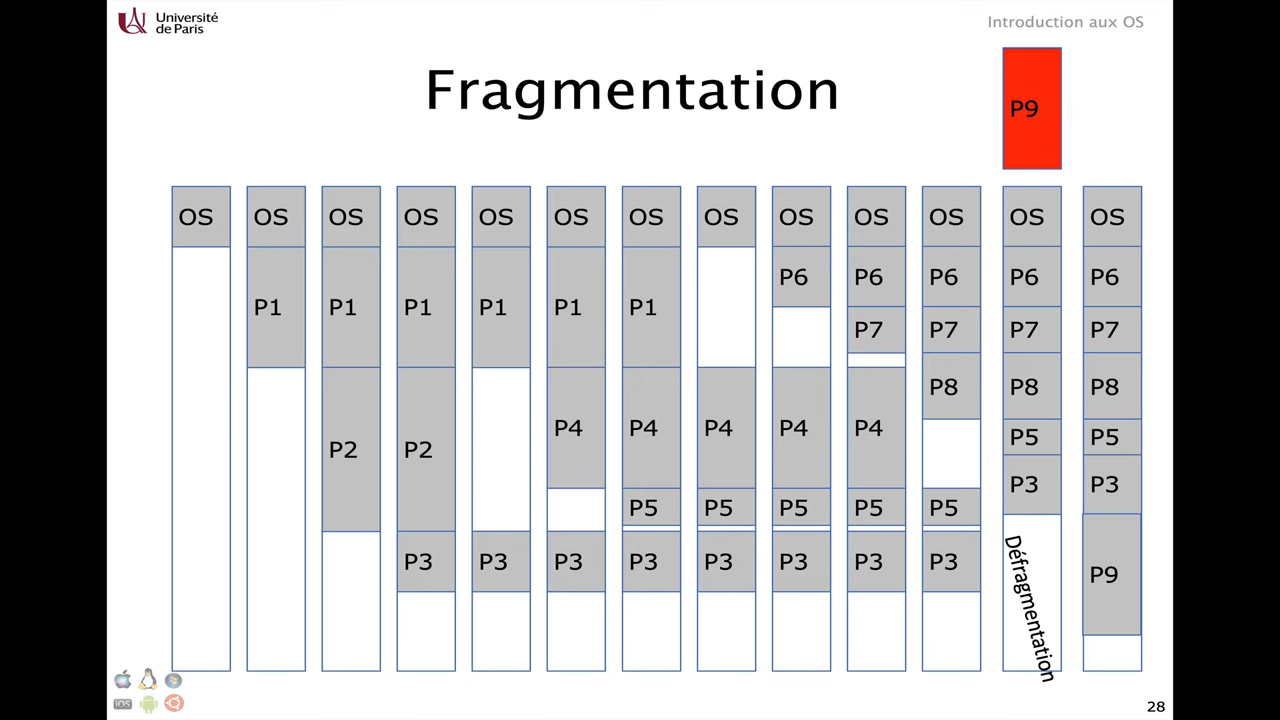 Université
de Paris
Introduction aux OS
Fragmentation
P9
OS OS OS OS OS OS OS OS OS OS OS OS OS
P6 P6 P6 P6 P6
P1 P1 P1 P1 P1 P1
P7 P7 P7 P7
P8 P8 P8
P4 P4 P4 P4 P4
P5 P5
P2 P2
P3 P3
P5 P5 P5 P5 P5
P3 P3 P3 P3 P3 P3 P3 P3
P9
Défragmentation
iOS
28